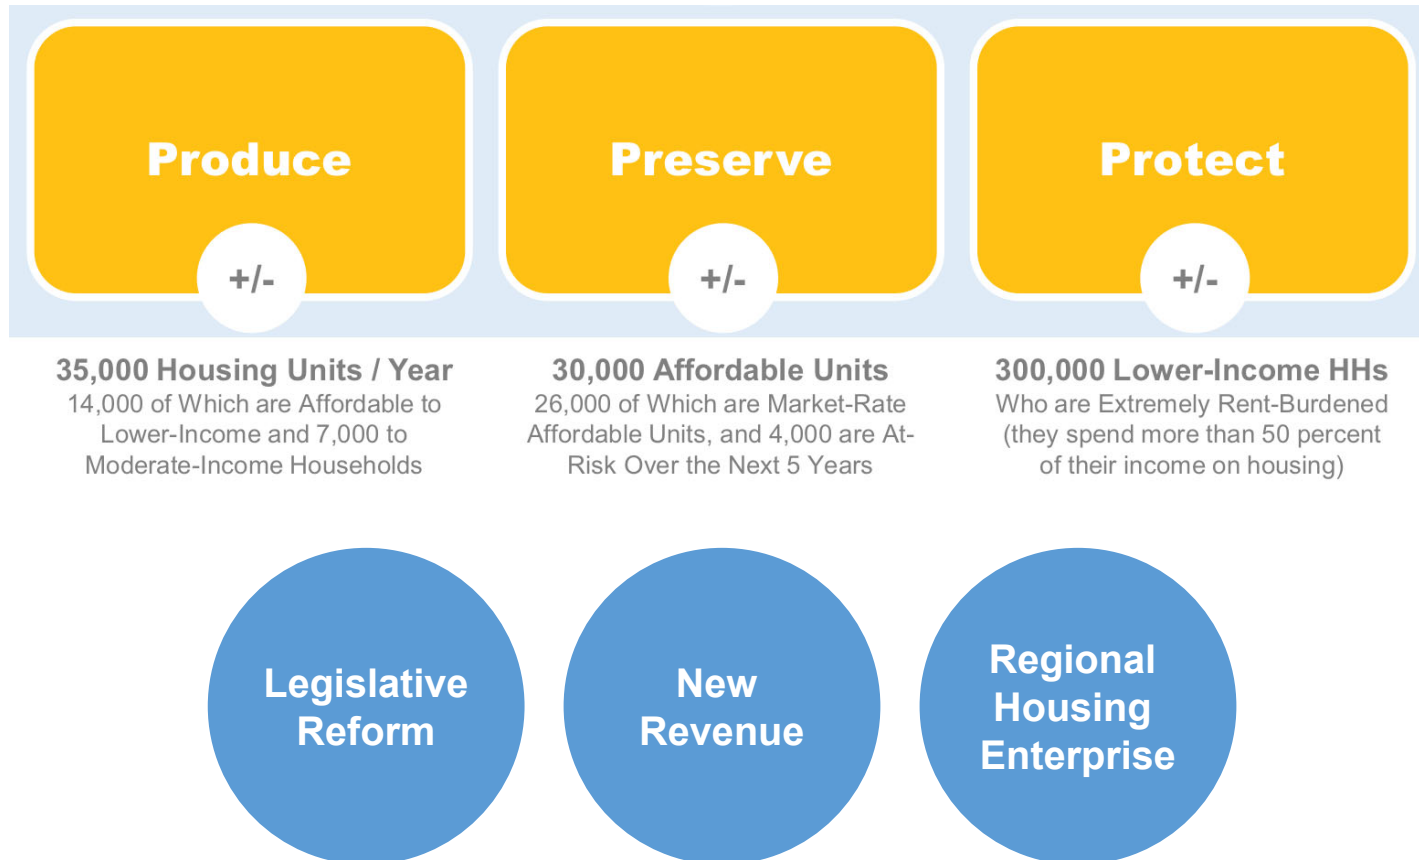 Produce
+/-
35,000 Housing Units / Year
14,000 of Which are Affordable to
Lower-Income and 7,000 to
Moderate-Income Households
Preserve
+/-
30,000 Affordable Units
26,000 of Which are Market-Rate
Affordable Units, and 4,000 are At-
Risk Over the Next 5 Years
Protect
+/-
300,000 Lower-Income HHs
Who are Extremely Rent-Burdened
(they spend more than 50 percent
of their income on housing)
Legislative
Reform
New
Revenue
Regional
Housing
Enterprise